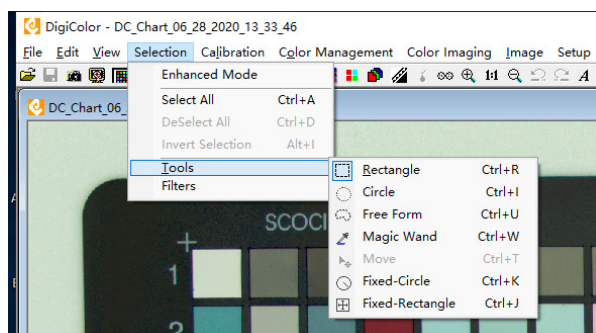 DigiColor - DC_Chart_06_28_2020_13_33_46
File Edit View Selection Calibration Color Management Color Imaging Image Setup
1:1 A
DC_Chart_06_
Enhanced Mode
Select All Ctrl+A
DeSelect All Ctrl+D
Invert Selection Alt+I
Tools
Filters
Rectangle Ctrl+R
Circle Ctrl+I
Free Form Ctrl+U
Magic Wand Ctrl+W
Move Ctrl+T
Fixed-Circle Ctrl+K
Fixed-Rectangle Ctrl+J
SCOCI
1
2